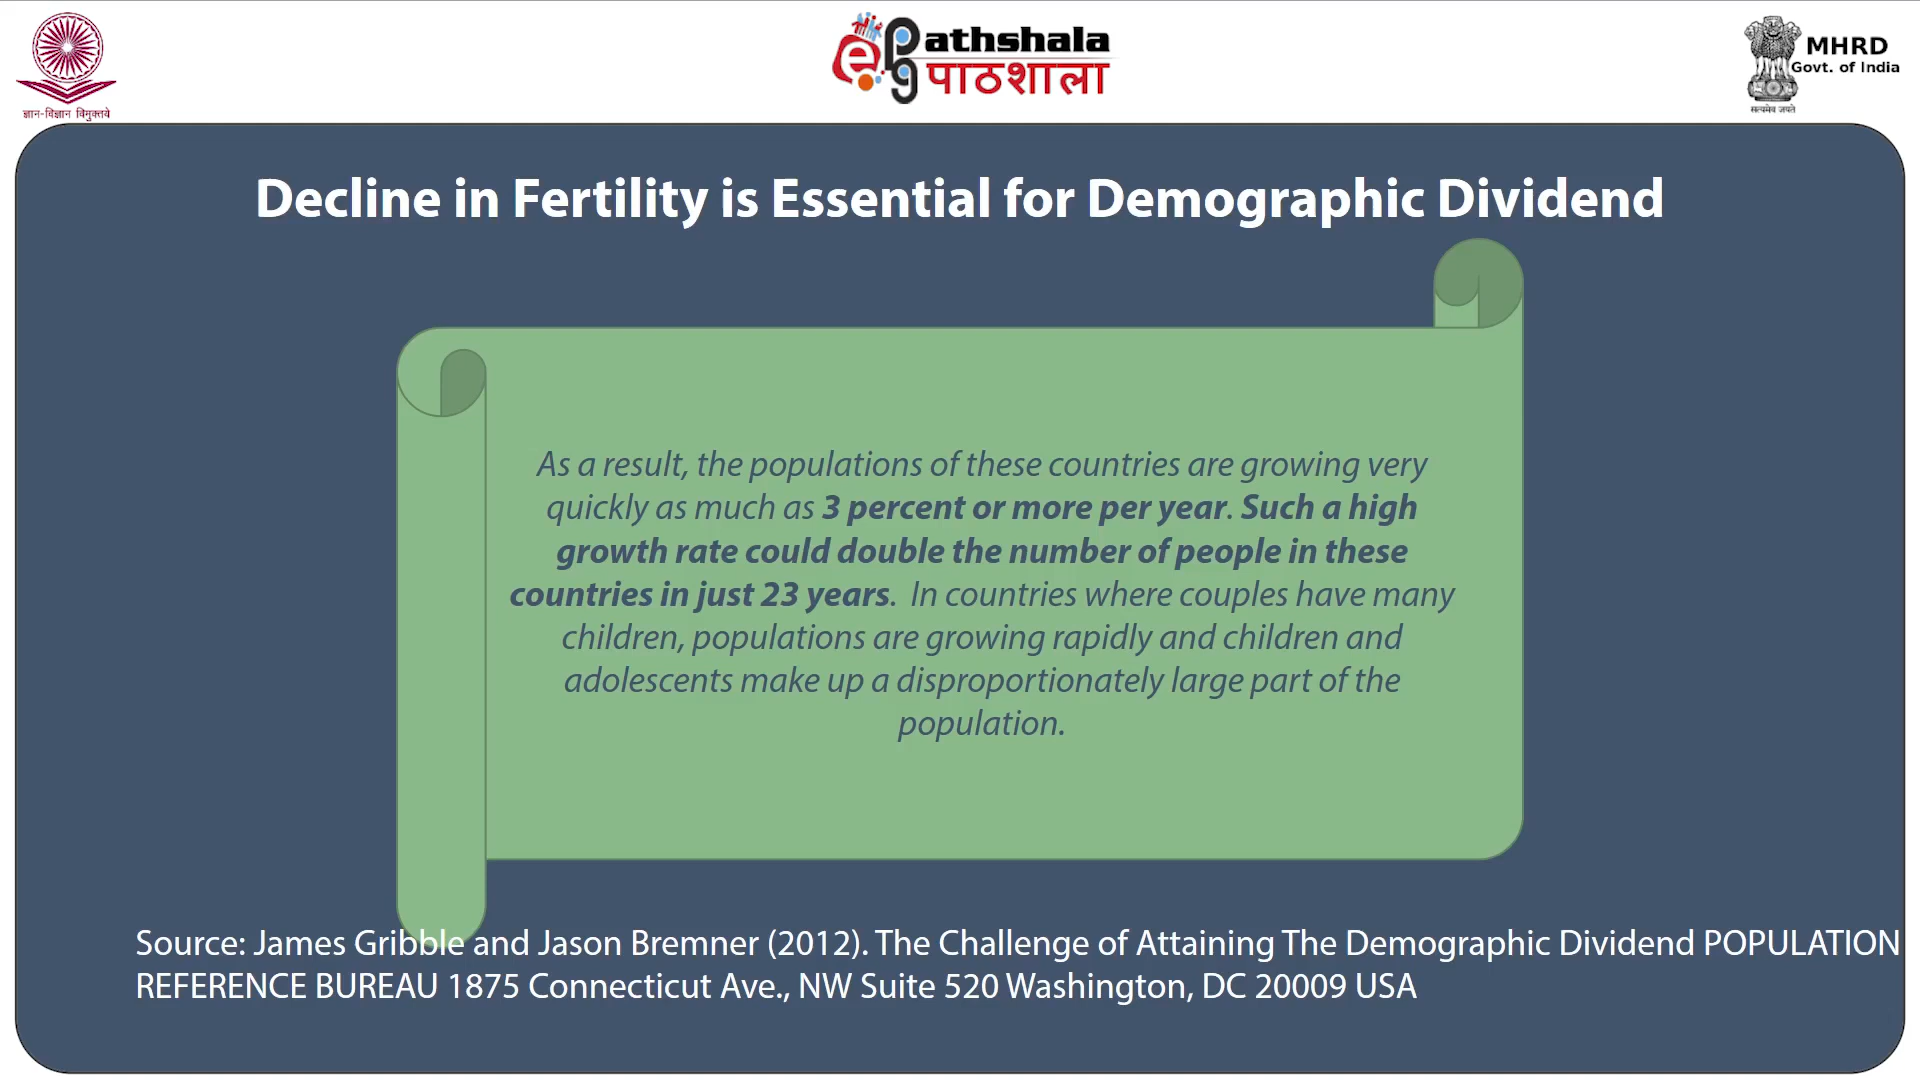 ज्ञान-विज्ञान विमुक्तये
ePg Pathshala
पाठशाला
MHRD
Govt. of India
सत्यमेव जयते
Decline in Fertility is Essential for Demographic Dividend
As a result, the populations of these countries are growing very
quickly as much as 3 percent or more per year. Such a high
growth rate could double the number of people in these
countries in just 23 years.  In countries where couples have many
children, populations are growing rapidly and children and
adolescents make up a disproportionately large part of the
population.
Source: James Gribble and Jason Bremner (2012). The Challenge of Attaining The Demographic Dividend POPULATION
REFERENCE BUREAU 1875 Connecticut Ave., NW Suite 520 Washington, DC 20009 USA